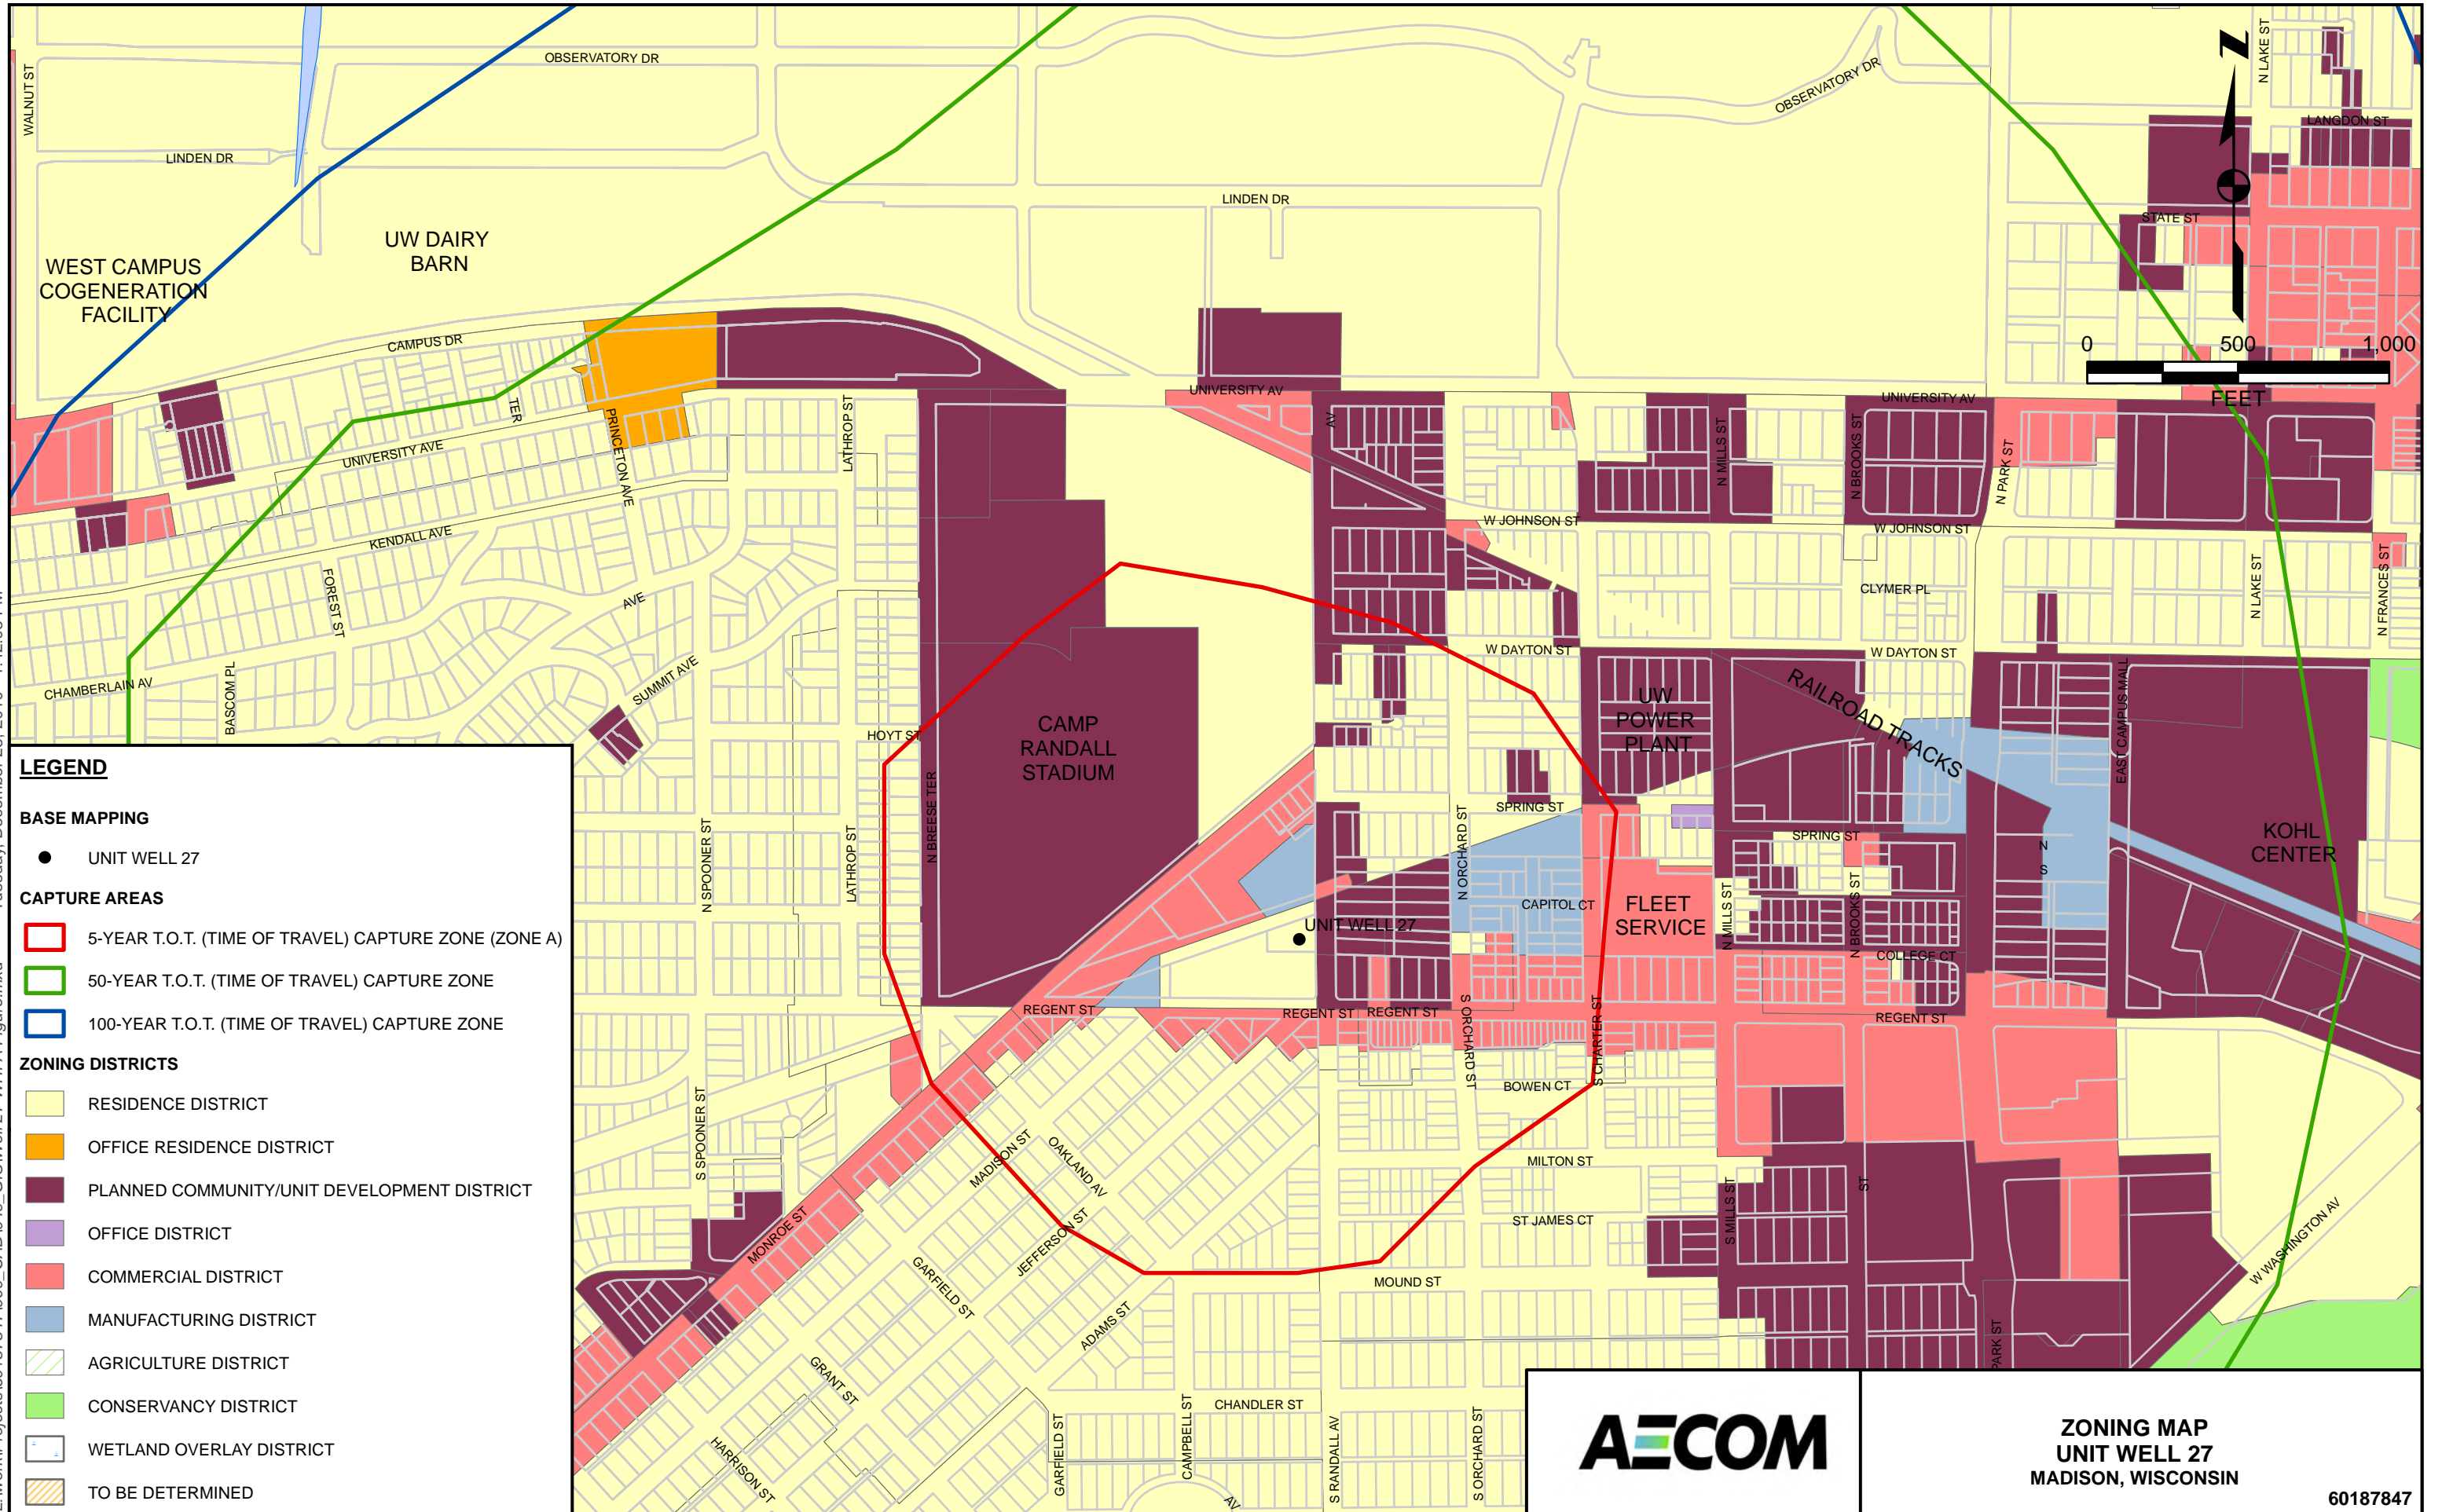 OBSERVATORY DR
OBSERVATORY DR
WALNUT ST
N LAKE ST
Z
LANGDON ST
LINDEN DR
LINDEN DR
STATE ST
UW DAIRY
BARN
WEST CAMPUS
COGENERATION
FACILITY
0 500 1,000
FEET
CAMPUS DR
TER
UNIVERSITY AV
UNIVERSITY AV
AV
PRINCETON AVE
LATHROP ST
UNIVERSITY AVE
N MILLS ST
N BROOKS ST
N PARK ST
KENDALL AVE
W JOHNSON ST
W JOHNSON ST
FOREST ST
AVE
CLYMER PL
N LAKE ST
N FRANCES ST
W DAYTON ST
W DAYTON ST
CHAMBERLAIN AV
BASCOM PL
SUMMIT AVE
HOYT ST
CAMP
RANDALL
STADIUM
UW
POWER
PLANT
RAILROAD TRACKS
EAST CAMPUS MALL
N BREESE TER
N SPOONER ST
LATHROP ST
SPRING ST
SPRING ST
N ORCHARD ST
N
S
KOHL
CENTER
CAPITOL CT
FLEET
SERVICE
N MILLS ST
N BROOKS ST
UNIT WELL 27
COLLEGE CT
REGENT ST
REGENT ST
REGENT ST
REGENT ST
S ORCHARD ST
S CHARTER ST
BOWEN CT
S SPOONER ST
MADISON ST
OAKLAND AV
MILTON ST
S MILLS ST
ST
MONROE ST
JEFFERSON ST
ST JAMES CT
GARFIELD ST
MOUND ST
W WASHINGTON AV
ADAMS ST
PARK ST
GRANT ST
CHANDLER ST
HARRISON ST
GARFIELD ST
CAMPBELL ST
S RANDALL AV
S ORCHARD ST
AV
LEGEND
BASE MAPPING
UNIT WELL 27
CAPTURE AREAS
5-YEAR T.O.T. (TIME OF TRAVEL) CAPTURE ZONE (ZONE A)
50-YEAR T.O.T. (TIME OF TRAVEL) CAPTURE ZONE
100-YEAR T.O.T. (TIME OF TRAVEL) CAPTURE ZONE
ZONING DISTRICTS
RESIDENCE DISTRICT
OFFICE RESIDENCE DISTRICT
PLANNED COMMUNITY/UNIT DEVELOPMENT DISTRICT
OFFICE DISTRICT
COMMERCIAL DISTRICT
MANUFACTURING DISTRICT
AGRICULTURE DISTRICT
CONSERVANCY DISTRICT
WETLAND OVERLAY DISTRICT
TO BE DETERMINED
AECOM
ZONING MAP
UNIT WELL 27
MADISON, WISCONSIN
60187847